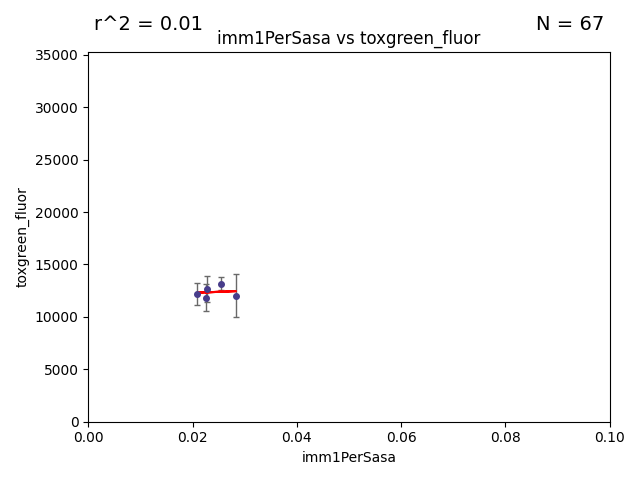 r^2 = 0.01
N = 67
imm1PerSasa vs toxgreen_fluor
35000
30000
25000
20000
15000
10000
5000
0
toxgreen_fluor
0.00 0.02 0.04 0.06 0.08 0.10
imm1PerSasa